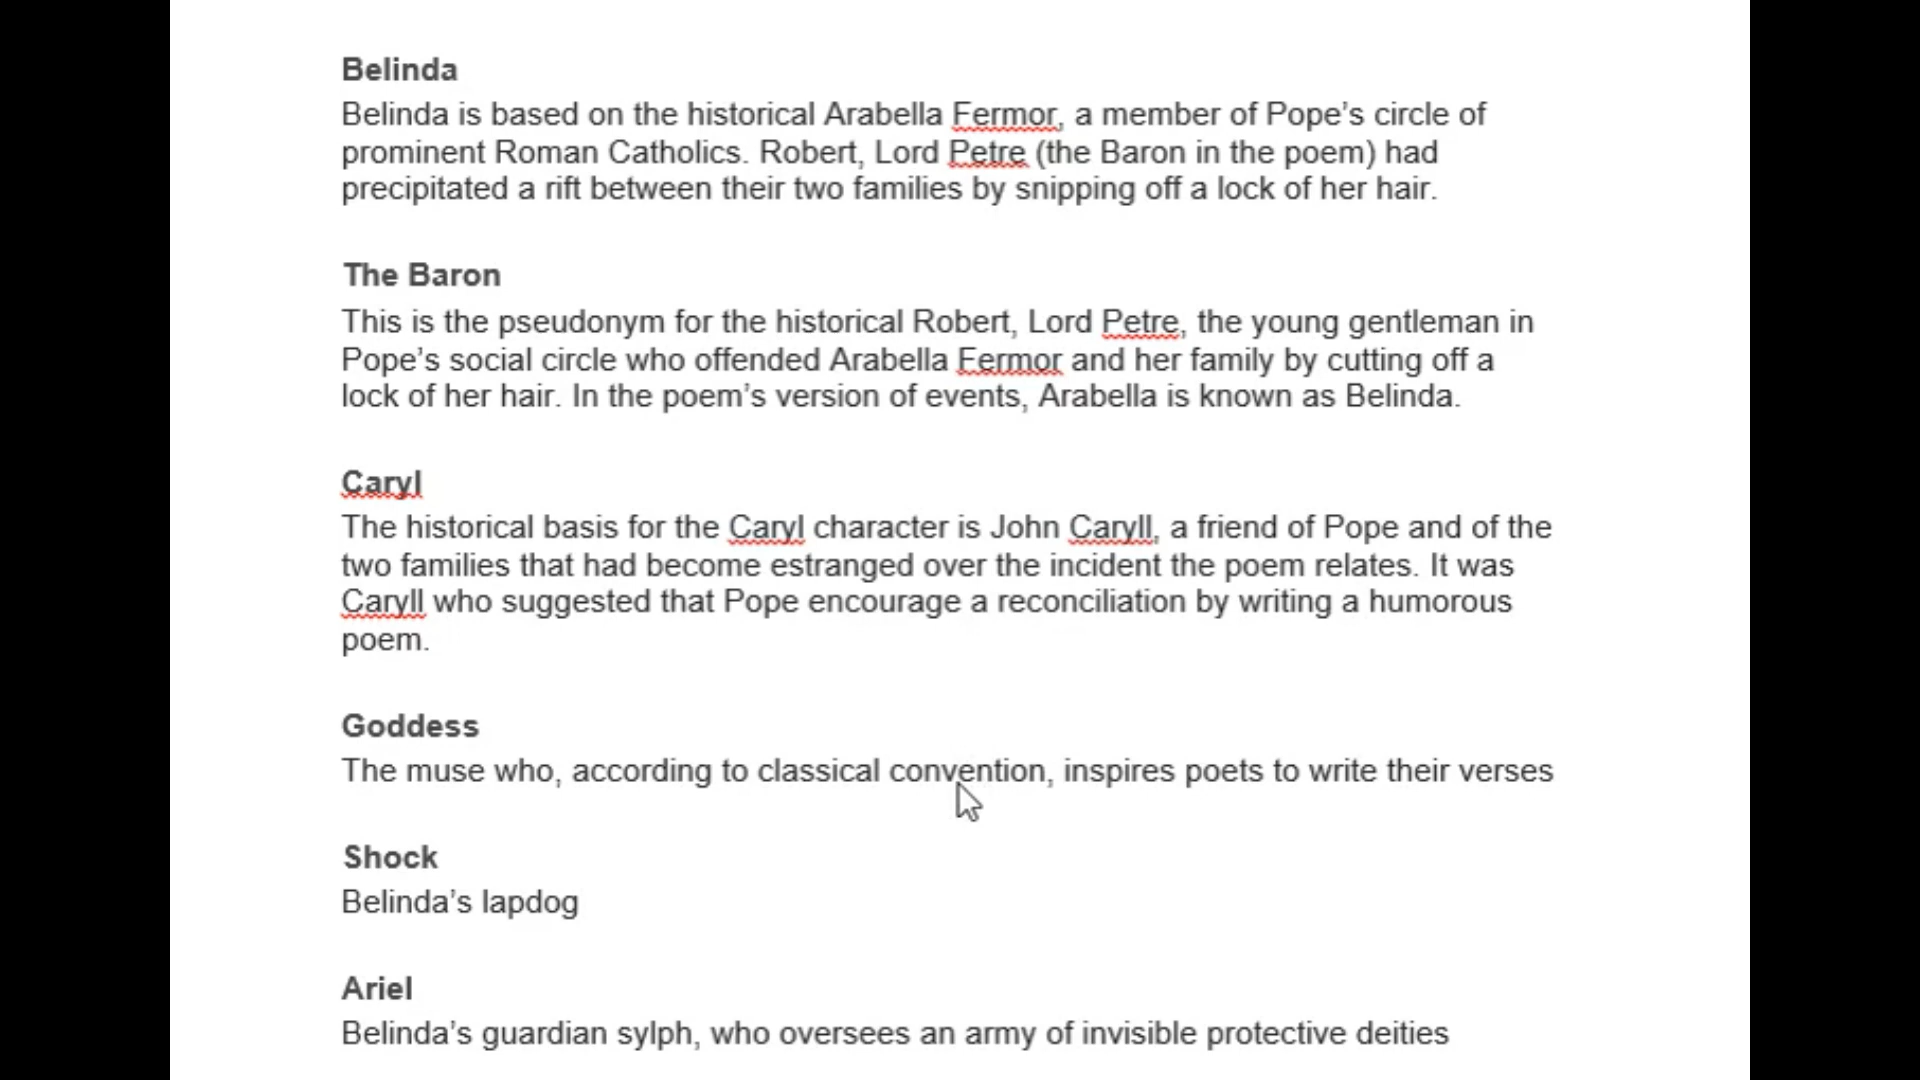 Belinda
Belinda is based on the historical Arabella Fermor, a member of Pope’s circle of
prominent Roman Catholics. Robert, Lord Petre (the Baron in the poem) had
precipitated a rift between their two families by snipping off a lock of her hair.
The Baron
This is the pseudonym for the historical Robert, Lord Petre, the young gentleman in
Pope’s social circle who offended Arabella Fermor and her family by cutting off a
lock of her hair. In the poem’s version of events, Arabella is known as Belinda.
Caryl
The historical basis for the Caryl character is John Caryll, a friend of Pope and of the
two families that had become estranged over the incident the poem relates. It was
Caryll who suggested that Pope encourage a reconciliation by writing a humorous
poem.
Goddess
The muse who, according to classical convention, inspires poets to write their verses
Shock
Belinda’s lapdog
Ariel
Belinda’s guardian sylph, who oversees an army of invisible protective deities